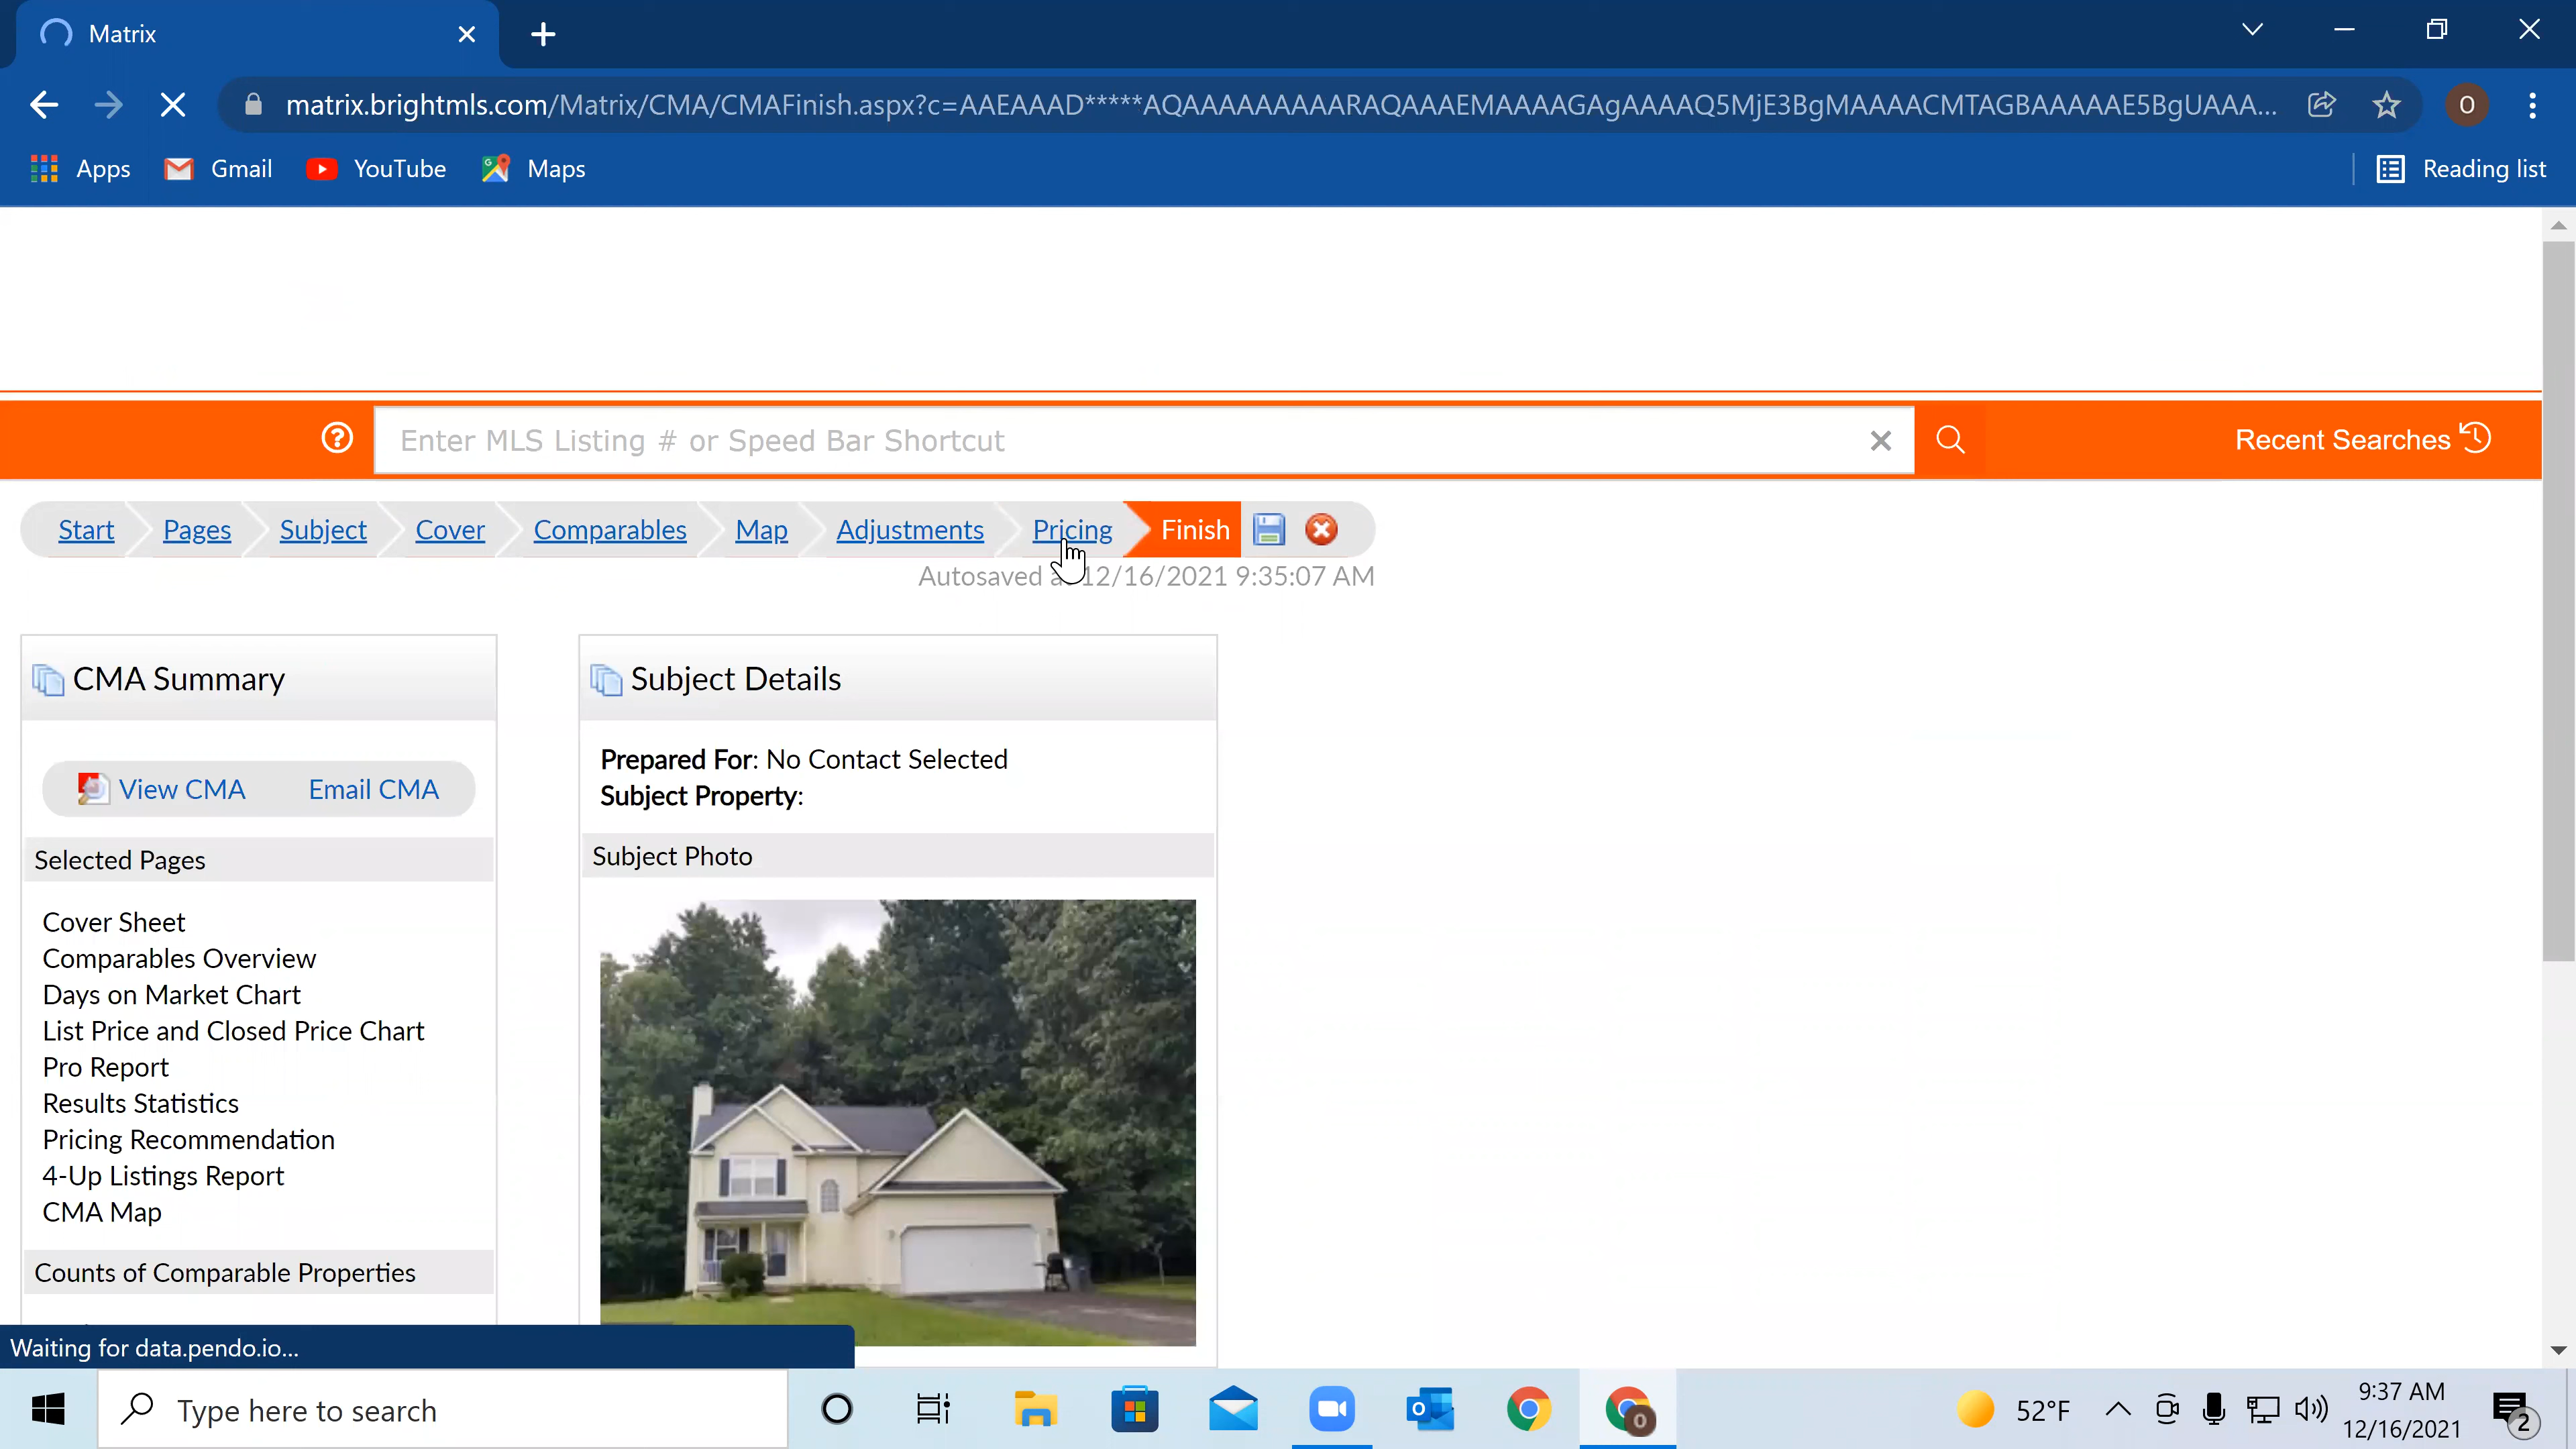 Matrix
matrix.brightmls.com/Matrix/CMA/CMAFinish.aspx?c=AAEAAAD*****AQAAAAAAAAARAQAAAEMAAAAGAgAAAAQ5MjE3BgMAAAACMTAGBAAAAAE5BgUAAA...
O
Apps Gmail YouTube Maps Reading list
Enter MLS Listing # or Speed Bar Shortcut
Recent Searches
Start Pages Subject Cover Comparables Map Adjustments Pricing Finish
Autosaved a 12/16/2021 9:35:07 AM
CMA Summary
View CMA Email CMA
Selected Pages
Cover Sheet
Comparables Overview
Days on Market Chart
List Price and Closed Price Chart
Pro Report
Results Statistics
Pricing Recommendation
4-Up Listings Report
CMA Map
Counts of Comparable Properties
Subject Details
Prepared For: No Contact Selected
Subject Property:
Subject Photo
Waiting for data.pendo.io...
Type here to search
52°F
9:37 AM
12/16/2021
2